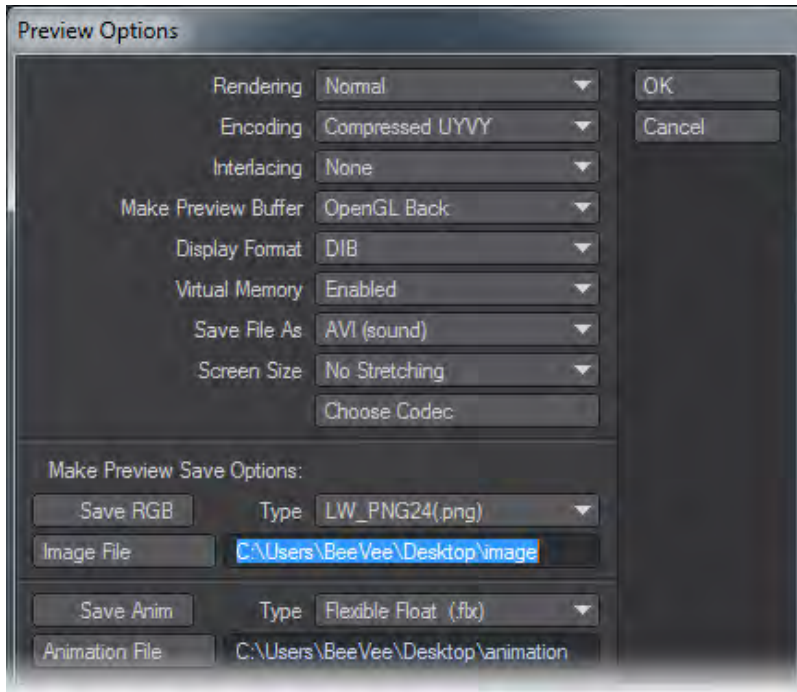 Preview Options
Rendering Normal OK
Encoding Compressed UYVY Cancel
Interlacing None
Make Preview Buffer OpenGL Back
Display Format DIB
Virtual Memory Enabled
Save File As AVI (sound)
Screen Size No Stretching
Choose Codec
Make Preview Save Options:
Save RGB Type LW_PNG24(.png)
Image File C:\Users\BeeVee\Desktop\image
Save Anim Type Flexible Float (.flx)
Animation File C:\Users\BeeVee\Desktop\animation